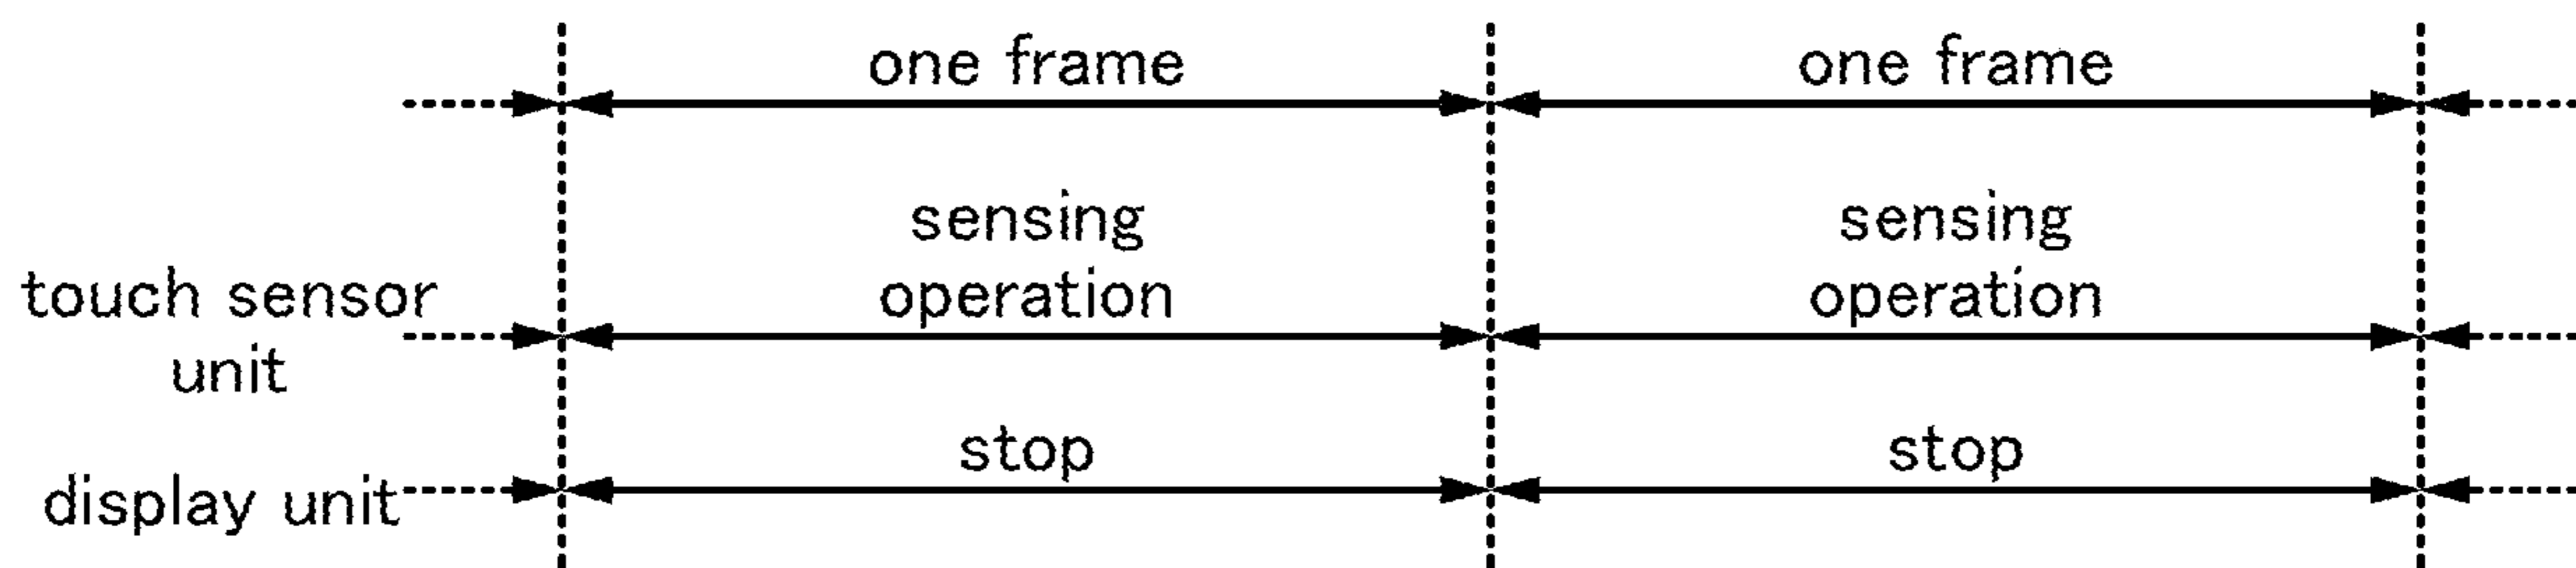 one frame one frame
sensing sensing
operation operation
touch sensor
unit
stop stop
display unit